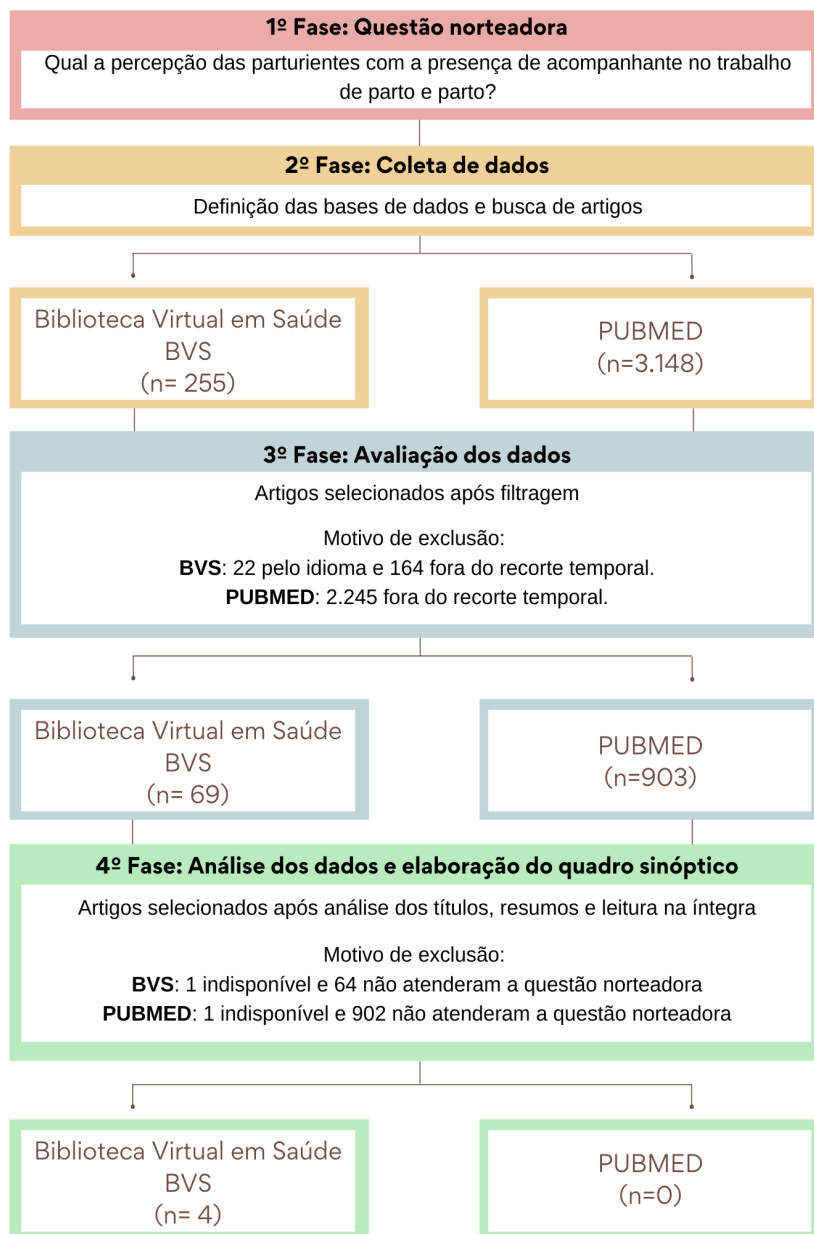 1º Fase: Questão norteadora
Qual a percepção das parturientes com a presença de acompanhante no trabalho
de parto e parto?
2º Fase: Coleta de dados
Definição das bases de dados e busca de artigos
Biblioteca Virtual em Saúde
BVS
(n= 255)
PUBMED
(n=3.148)
3º Fase: Avaliação dos dados
Artigos selecionados após filtragem
Motivo de exclusão:
BVS: 22 pelo idioma e 164 fora do recorte temporal.
PUBMED: 2.245 fora do recorte temporal.
Biblioteca Virtual em Saúde
BVS
(n= 69)
PUBMED
(n=903)
4º Fase: Análise dos dados e elaboração do quadro sinóptico
Artigos selecionados após análise dos títulos, resumos e leitura na íntegra
Motivo de exclusão:
BVS: 1 indisponível e 64 não atenderam a questão norteadora
PUBMED: 1 indisponível e 902 não atenderam a questão norteadora
Biblioteca Virtual em Saúde
BVS
(n= 4)
PUBMED
(n=0)